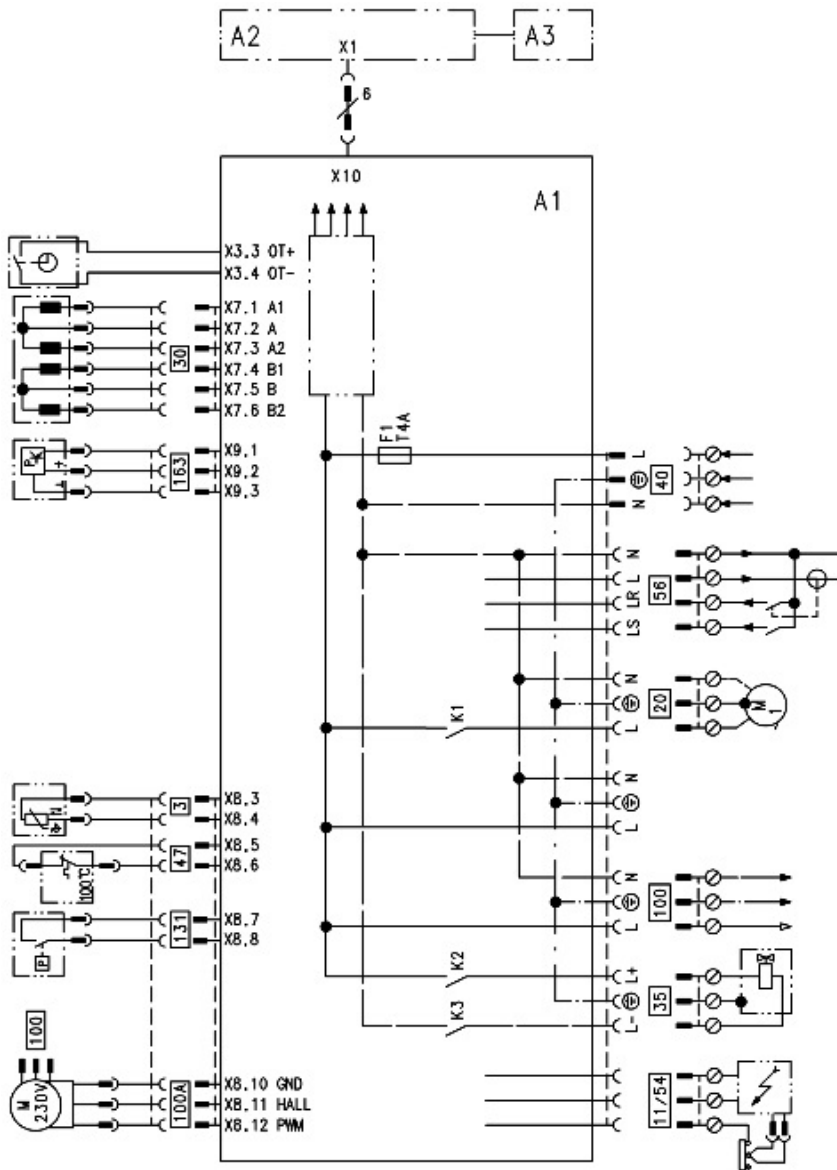 A2
A3
X1
6
X10
A1
X3.3 OT+
X3.4 OT-
X7.1 A1
X7.2 A
X7.3 A2
X7.4 B1
X7.5 B
X7.6 B2
30
X9.1
X9.2
X9.3
163
P
F1
T4A
L
N
40
N
L
LR
LS
56
N
L
20
M
1
K1
N
L
N
L
100
K2
K3
L+
L-
35
11/54
X8.3
X8.4
3
X8.5
X8.6
47
100°C
X8.7
X8.8
131
P
100
M
230V
X8.10 GND
X8.11 HALL
X8.12 PWM
100A